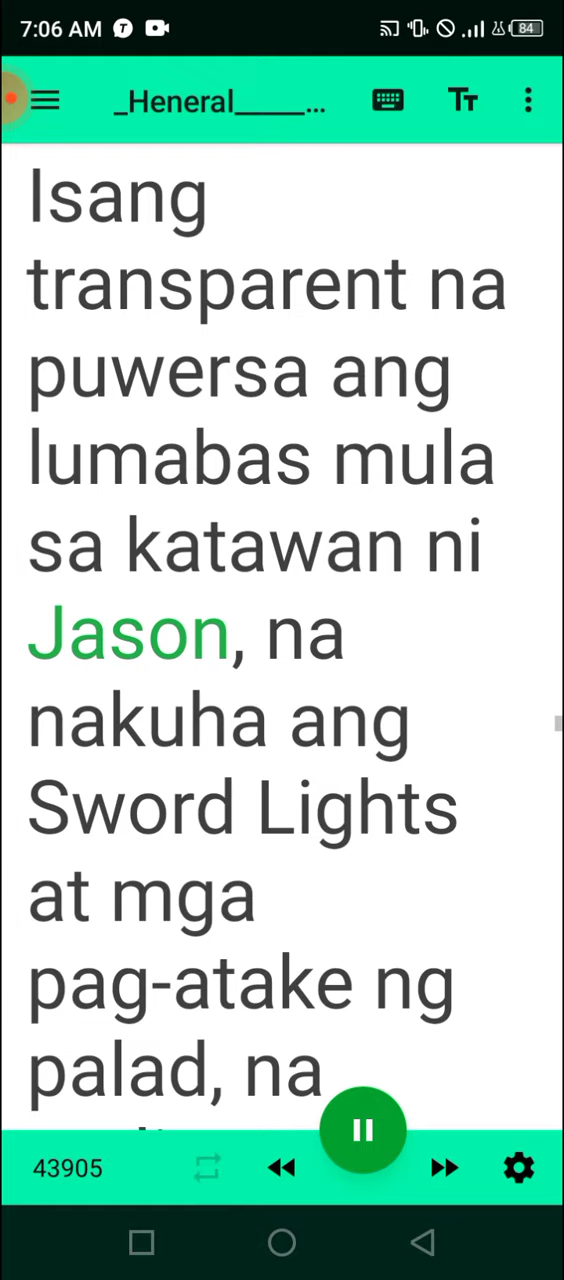 7:06 AM
84
_Heneral_____...
Isang
transparent na
puwersa ang
lumabas mula
sa katawan ni
Jason, na
nakuha ang
Sword Lights
at mga
pag-atake ng
palad, na
43905